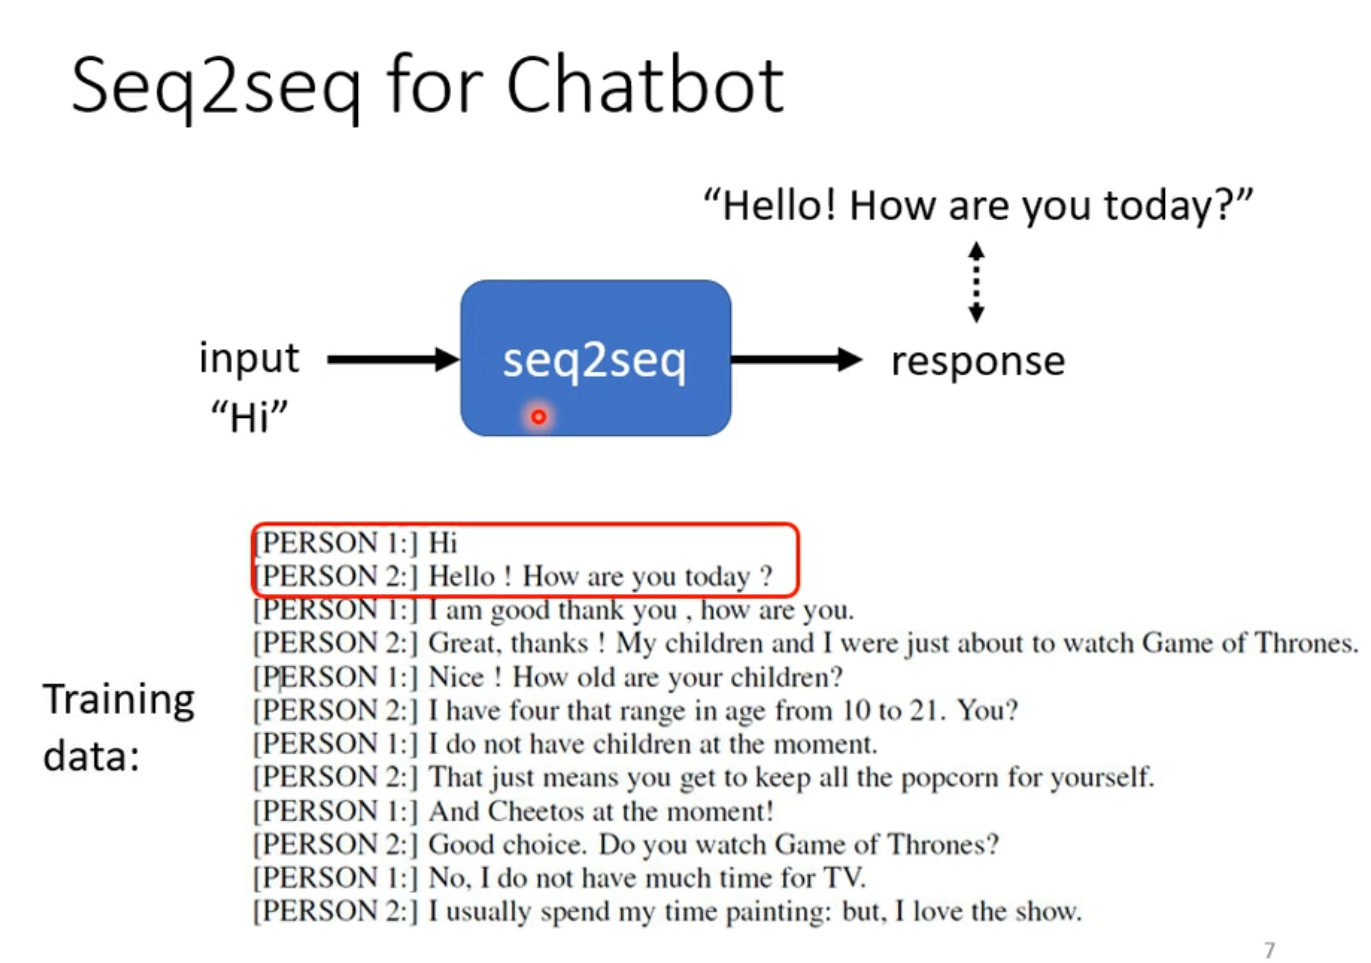 Seq2seq for Chatbot
“Hello! How are you today?”
input
“Hi”
seq2seq
response
Training
data:
[PERSON 1:] Hi
[PERSON 2:] Hello ! How are you today ?
[PERSON 1:] I am good thank you , how are you.
[PERSON 2:] Great, thanks ! My children and I were just about to watch Game of Thrones.
[PERSON 1:] Nice ! How old are your children?
[PERSON 2:] I have four that range in age from 10 to 21. You?
[PERSON 1:] I do not have children at the moment.
[PERSON 2:] That just means you get to keep all the popcorn for yourself.
[PERSON 1:] And Cheetos at the moment!
[PERSON 2:] Good choice. Do you watch Game of Thrones?
[PERSON 1:] No, I do not have much time for TV.
[PERSON 2:] I usually spend my time painting: but, I love the show.
7